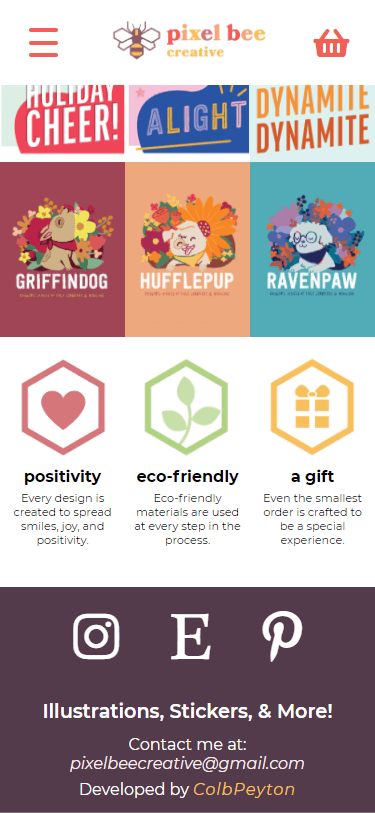 pixel bee
creative
HOLIDAY
CHEER!
ALIGHT
DYNAMITE
DYNAMITE
GRIFFINDOG
HUFFLEPUP
RAVENPAW
positivity
Every design is
created to spread
smiles, joy, and
positivity.
eco-friendly
Eco-friendly
materials are used
at every step in the
process.
a gift
Even the smallest
order is crafted to
be a special
experience.
Illustrations, Stickers, & More!
Contact me at:
pixelbeecreative@gmail.com
Developed by ColbPeyton